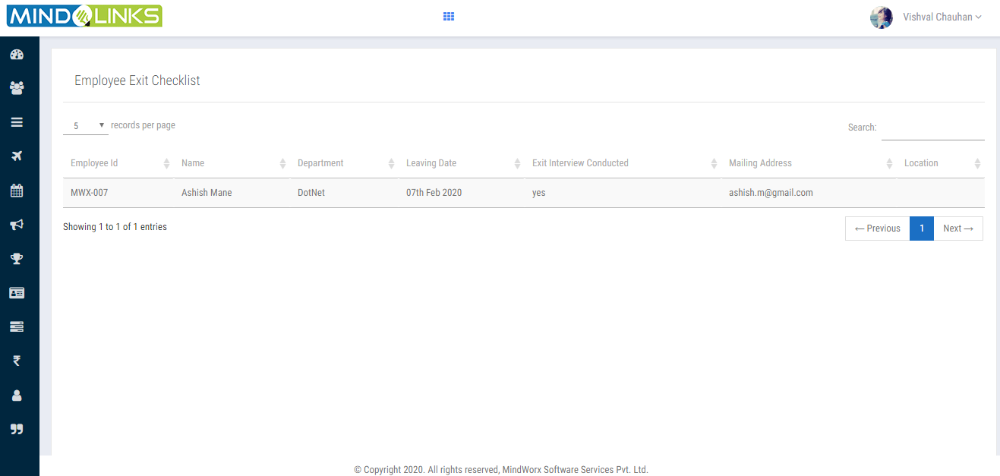 MIND LINKS
Vishval Chauhan
Employee Exit Checklist
5 records per page
Search:
Employee Id Name Department Leaving Date Exit Interview Conducted Mailing Address Location
MWX-007 Ashish Mane DotNet 07th Feb 2020 yes ashish.m@gmail.com
Showing 1 to 1 of 1 entries
← Previous 1 Next →
© Copyright 2020. All rights reserved, MindWorx Software Services Pvt. Ltd.